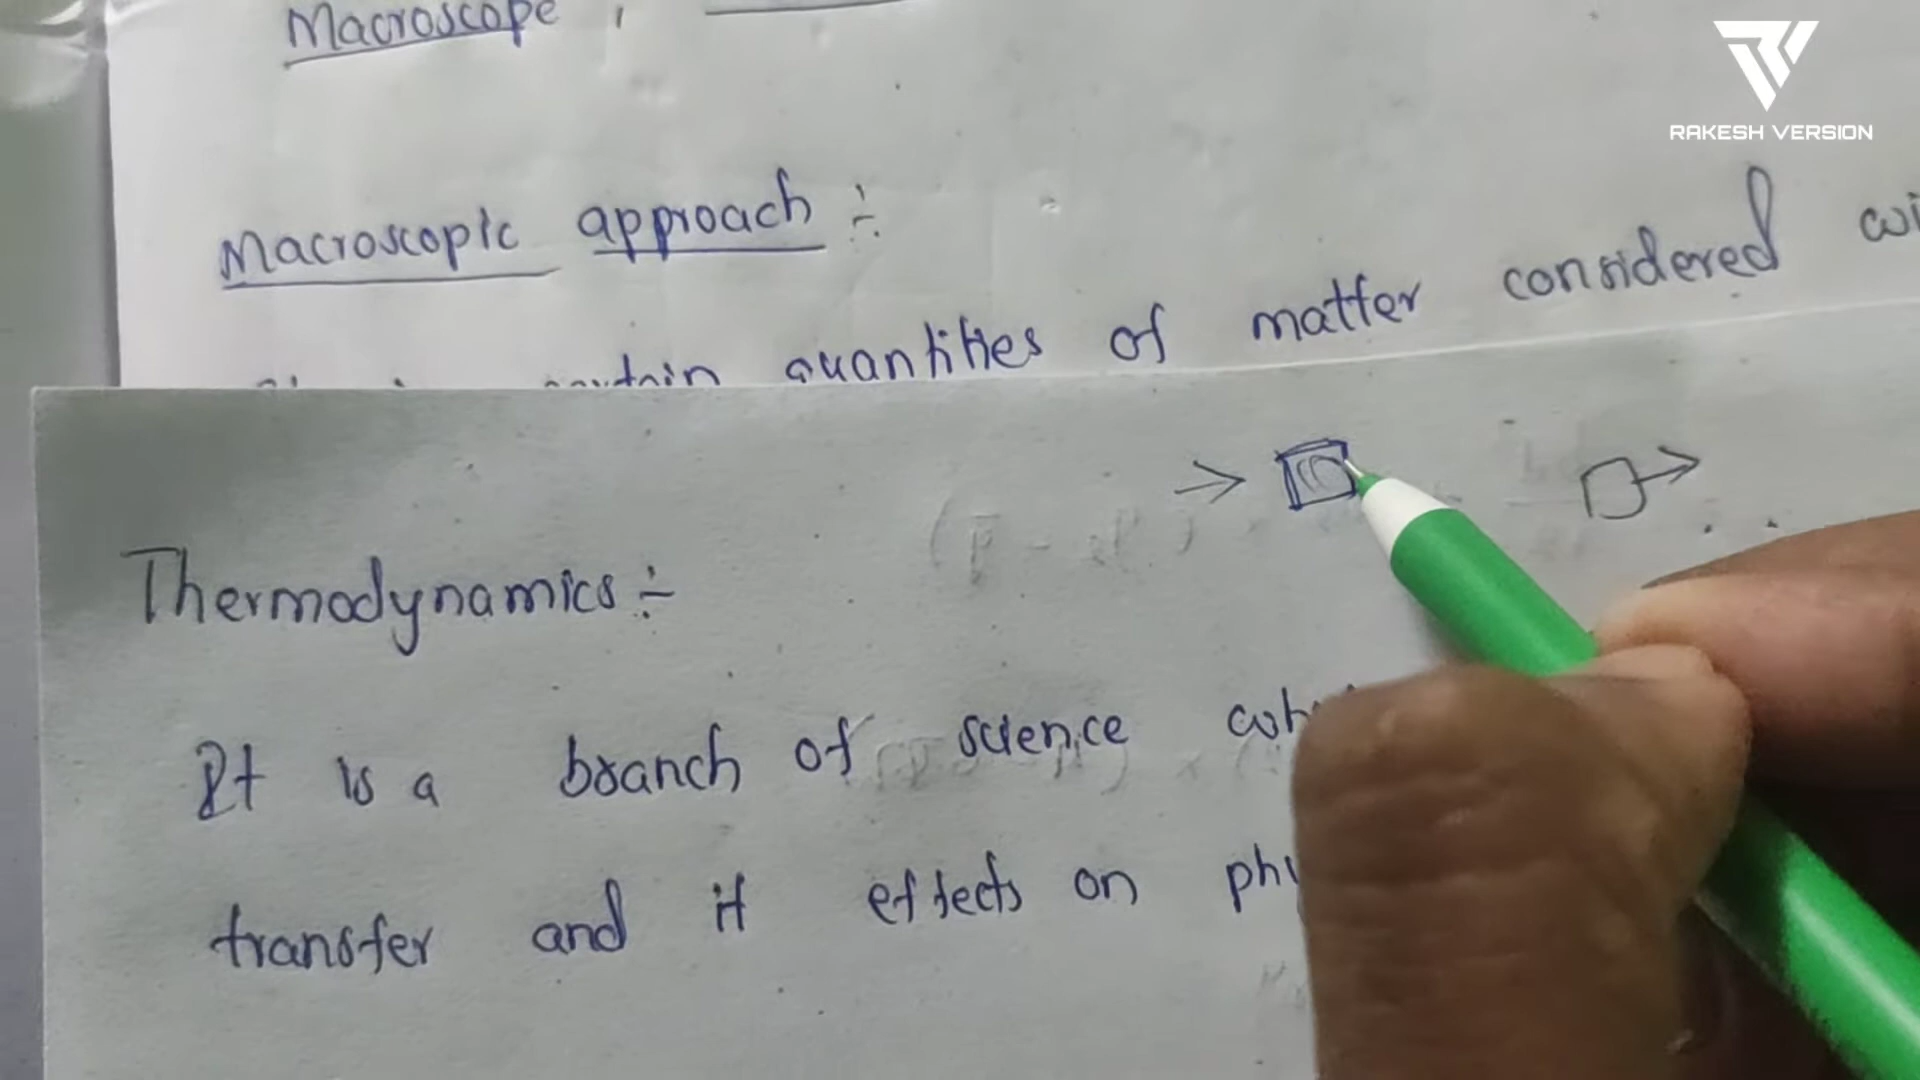 Macroscope
RAKESH VERSION
Macroscopic approach :-
quantities of matter considered
Thermodynamics :-
It is a branch of science
transfer and it effects on